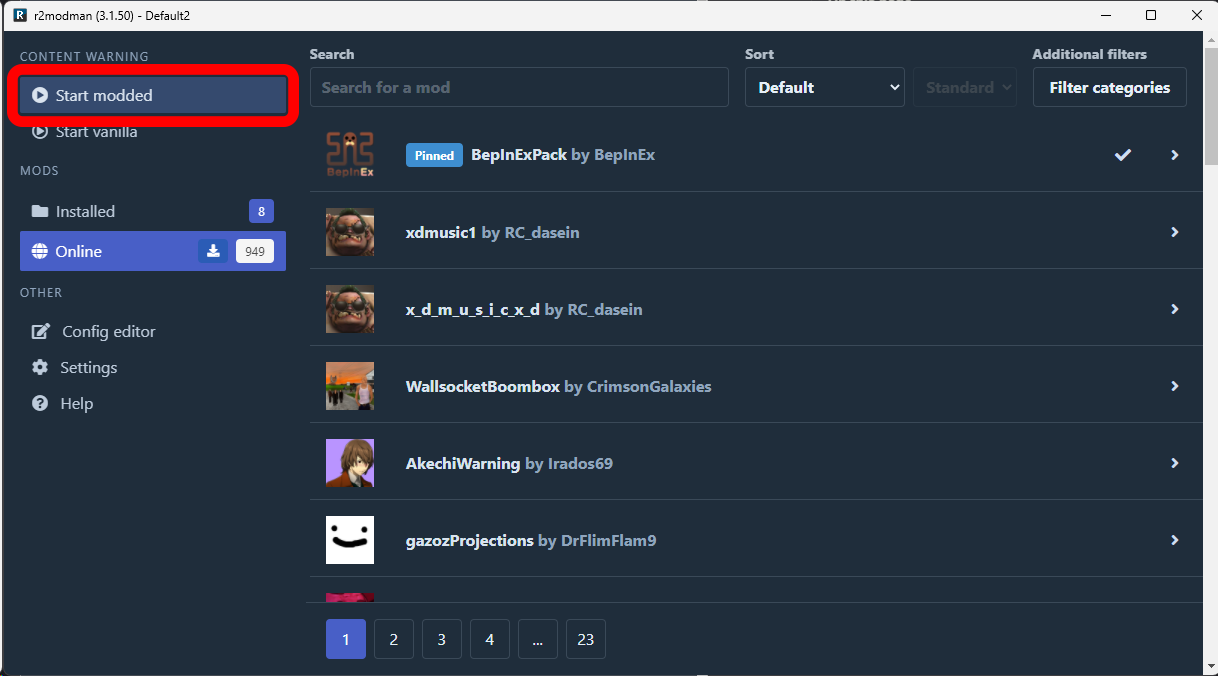 r2modman (3.1.50) - Default2
CONTENT WARNING
Start modded
Start vanilla
MODS
Installed 8
Online 949
OTHER
Config editor
Settings
Help
Search
Search for a mod
Sort
Default
Standard
Additional filters
Filter categories
BepInEx
Pinned BepInExPack by BepInEx
xdmusic1 by RC_dasein
x_d_m_u_s_i_c_x_d by RC_dasein
WallsocketBoombox by CrimsonGalaxies
AkechiWarning by Irados69
gazozProjections by DrFlimFlam9
1 2 3 4 ... 23